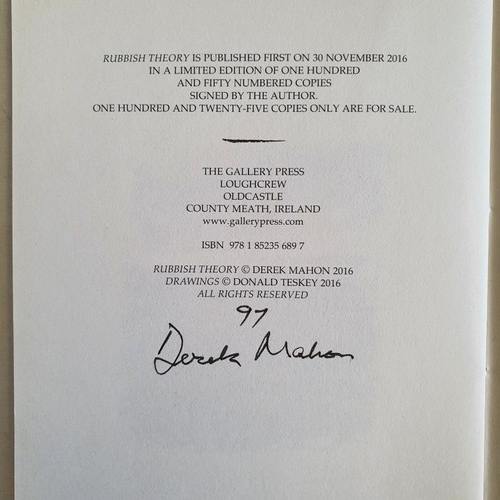 RUBBISH THEORY IS PUBLISHED FIRST ON 30 NOVEMBER 2016
IN A LIMITED EDITION OF ONE HUNDRED
AND FIFTY NUMBERED COPIES
SIGNED BY THE AUTHOR.
ONE HUNDRED AND TWENTY-FIVE COPIES ONLY ARE FOR SALE.
THE GALLERY PRESS
LOUGHCREW
OLDCASTLE
COUNTY MEATH, IRELAND
www.gallerypress.com
ISBN 978 1 85235 689 7
RUBBISH THEORY © DEREK MAHON 2016
DRAWINGS © DONALD TESKEY 2016
ALL RIGHTS RESERVED
97
Derek Mahon